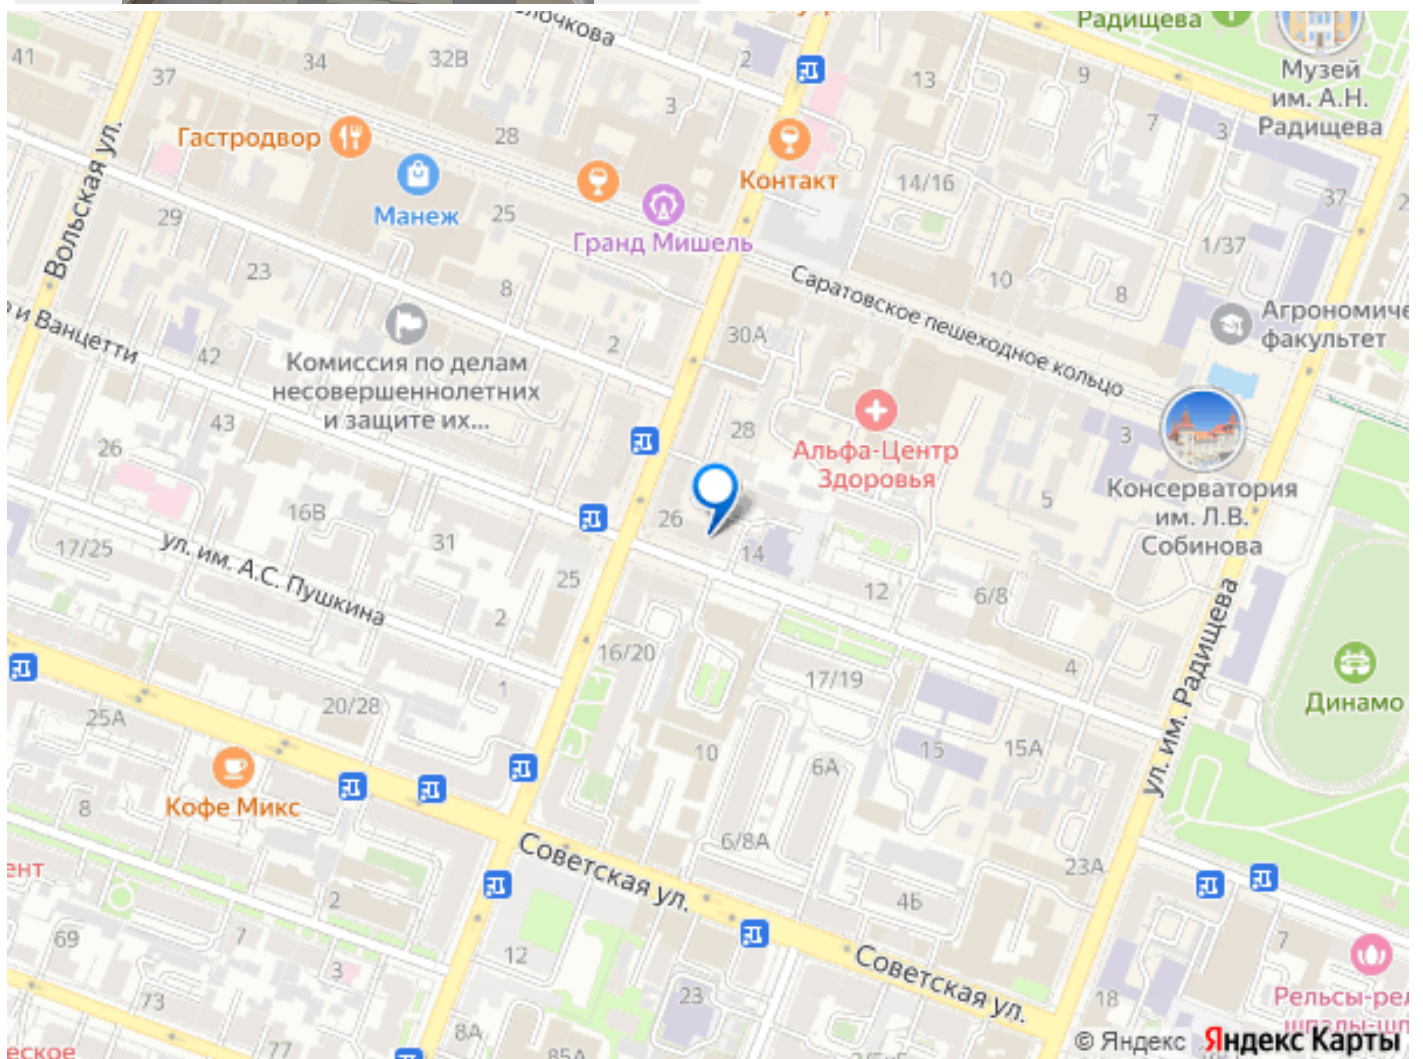 Радищева
41
37
34
32В
2
13
9
Музей
им. А.Н.
Радищева
3
7
3
Гастродвор
28
Контакт
14/16
37
Манеж
25
Гранд Мишель
29
1/37
Вольская ул.
23
8
10
8
Саратовское пешеходное кольцо
и Ванцетти
42
Комиссия по делам
несовершеннолетних
и защите их...
2
30А
Агрономиче
факультет
43
28
3
26
Альфа-Центр
Здоровья
5
Консерватория
им. Л.В.
Собинова
16В
26
17/25
ул. им. А.С. Пушкина
31
25
14
12
6/8
2
16/20
4
ул. им. Радищева
17/19
1
Динамо
25А
20/28
10
15
15А
6А
Кофе Микс
8
6/8А
Советская ул.
23А
ент
2
4Б
69
7
12
3
7
Советская ул.
73
23
18
Рельсы-рел
8А
77
85А
еское
© Яндекс Яндекс Карты